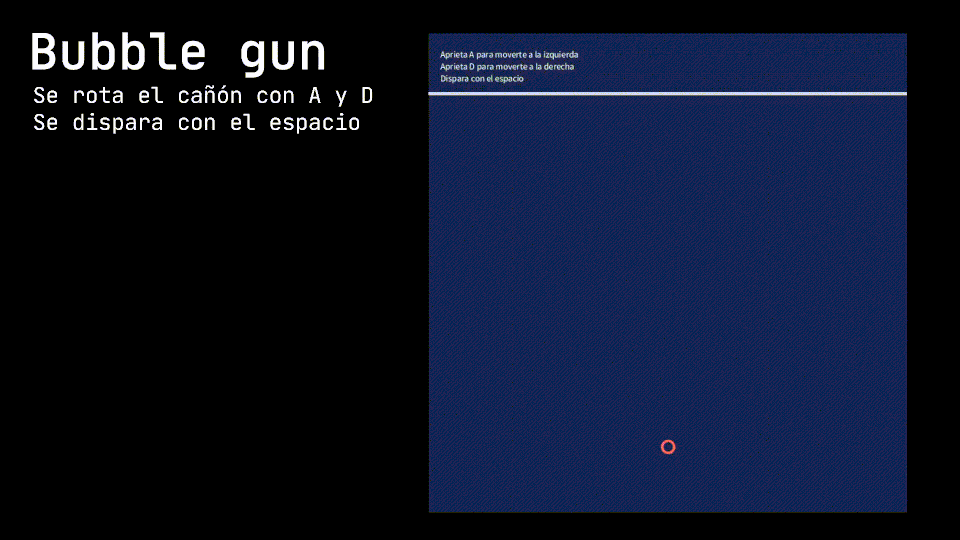 Bubble gun
Se rota el cañón con A y D
Se dispara con el espacio
Aprieta A para moverte a la izquierda
Aprieta D para moverte a la derecha
Dispara con el espacio